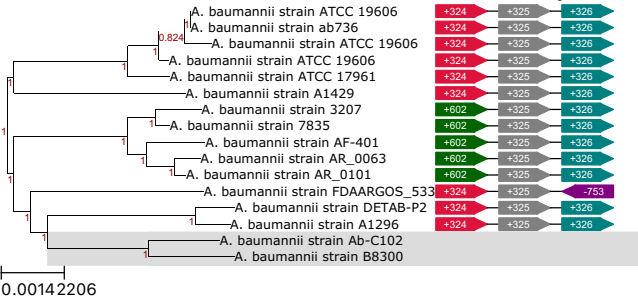 A. baumannii strain ATCC 19606 +324 +325 +326
A. baumannii strain ab736 +324 +325 +326
0.824 A. baumannii strain ATCC 19606 +324 +325 +326
1 A. baumannii strain ATCC 19606 +324 +325 +326
1 A. baumannii strain ATCC 17961 +324 +325 +326
1 A. baumannii strain A1429 +324 +325 +326
A. baumannii strain 3207 +602 +325 +326
1 A. baumannii strain 7835 +602 +325 +326
1 A. baumannii strain AF-401 +602 +325 +326
1 A. baumannii strain AR_0063 +602 +325 +326
1 1 A. baumannii strain AR_0101 +602 +325 +326
A. baumannii strain FDAARGOS_533 +324 +325 -753
1 A. baumannii strain DETAB-P2 +324 +325 +326
1 A. baumannii strain A1296 +324 +325 +326
1 A. baumannii strain Ab-C102
1 A. baumannii strain B8300
0.00142206